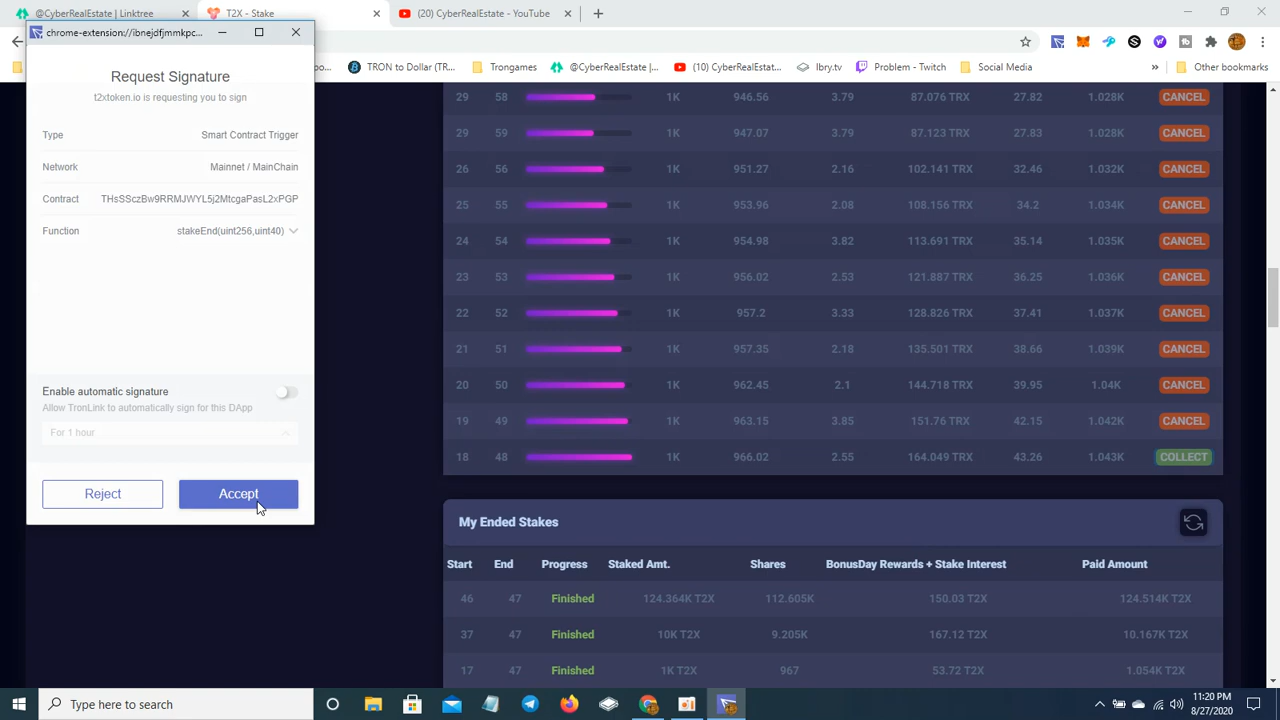 @CyberRealEstate | Linktree
T2X - Stake
(20) CyberRealEstate - YouTube
chrome-extension://ibnejdfjmmkpc...
TRON to Dollar (TR...
Trongames
@CyberRealEstate |...
(10) CyberRealEstat...
lbry.tv
Problem - Twitch
Social Media
Other bookmarks
Request Signature
t2xtoken.io is requesting you to sign
Type Smart Contract Trigger
Network Mainnet / MainChain
Contract THsSSczBw9RRMJWYL5j2MtcgaPasL2xPGP
Function stakeEnd(uint256,uint40)
Enable automatic signature
Allow TronLink to automatically sign for this DApp
For 1 hour
Reject Accept
29 58 1K 946.56 3.79 87.076 TRX 27.82 1.028K CANCEL
29 59 1K 947.07 3.79 87.123 TRX 27.83 1.028K CANCEL
26 56 1K 951.27 2.16 102.141 TRX 32.46 1.032K CANCEL
25 55 1K 953.96 2.08 108.156 TRX 34.2 1.034K CANCEL
24 54 1K 954.98 3.82 113.691 TRX 35.14 1.035K CANCEL
23 53 1K 956.02 2.53 121.887 TRX 36.25 1.036K CANCEL
22 52 1K 957.2 3.33 128.826 TRX 37.41 1.037K CANCEL
21 51 1K 957.35 2.18 135.501 TRX 38.66 1.039K CANCEL
20 50 1K 962.45 2.1 144.718 TRX 39.95 1.04K CANCEL
19 49 1K 963.15 3.85 151.76 TRX 42.15 1.042K CANCEL
18 48 1K 966.02 2.55 164.049 TRX 43.26 1.043K COLLECT
My Ended Stakes
Start End Progress Staked Amt. Shares BonusDay Rewards + Stake Interest Paid Amount
46 47 Finished 124.364K T2X 112.605K 150.03 T2X 124.514K T2X
37 47 Finished 10K T2X 9.205K 167.12 T2X 10.167K T2X
17 47 Finished 1K T2X 967 53.72 T2X 1.054K T2X
Type here to search
11:20 PM
8/27/2020